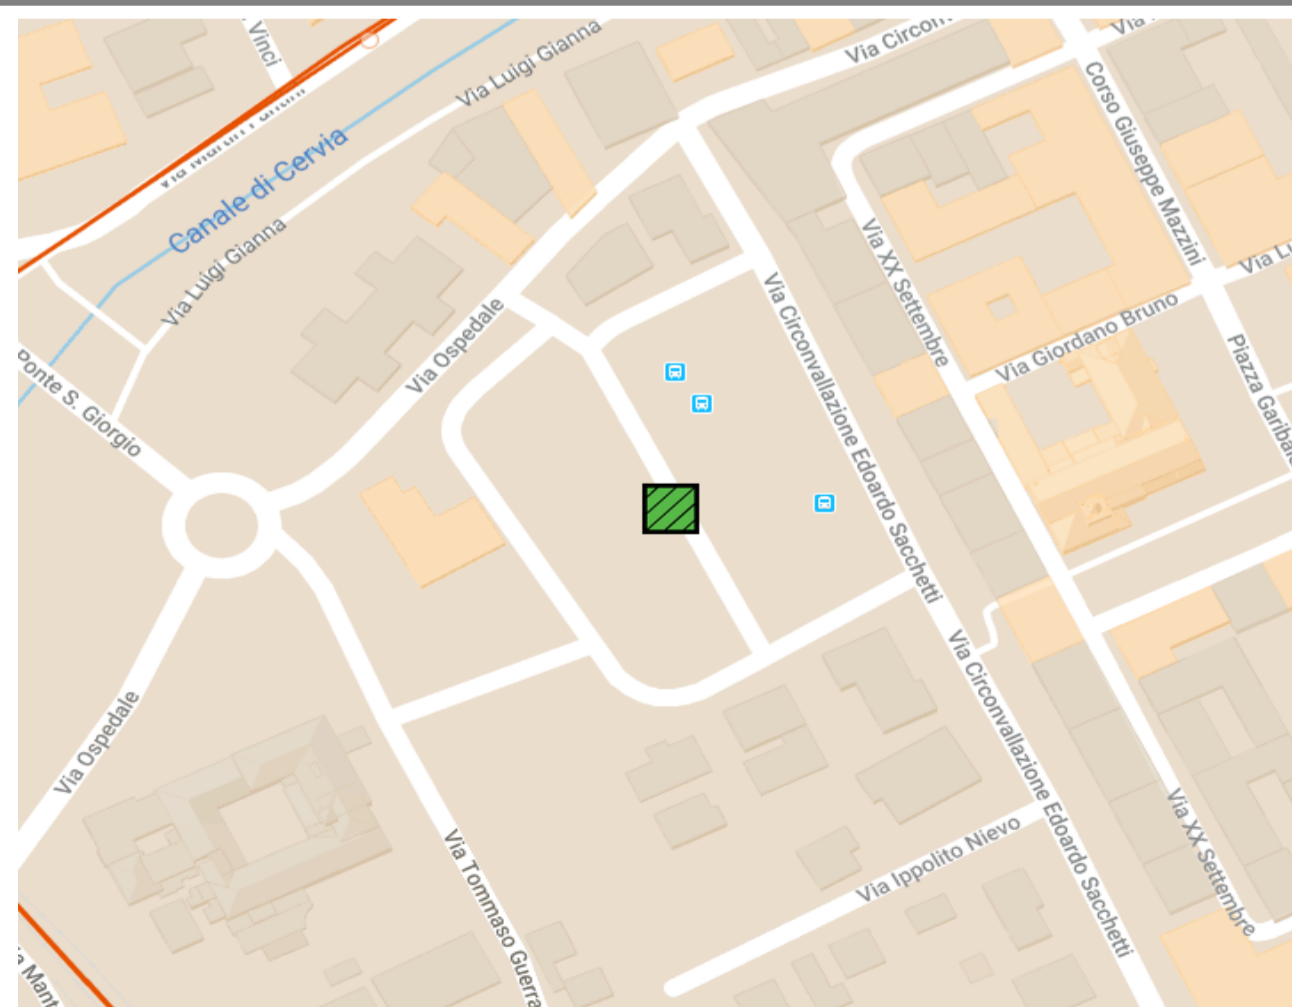 Vinci
Via Luigi Gianna
Via Circon
Via
Corso Giuseppe Mazzini
Canale di Cervia
Via Luigi Gianna
Via XX Settembre
Via Ospedale
Via Circonvallazione Edoardo Sacchetti
Via Giordano Bruno
Piazza Garibal
Ponte S. Giorgio
Via Ospedale
Via Circonvallazione Edoardo Sacchetti
Via Ippolito Nievo
Via XX Settembre
Via Tommaso Guerra